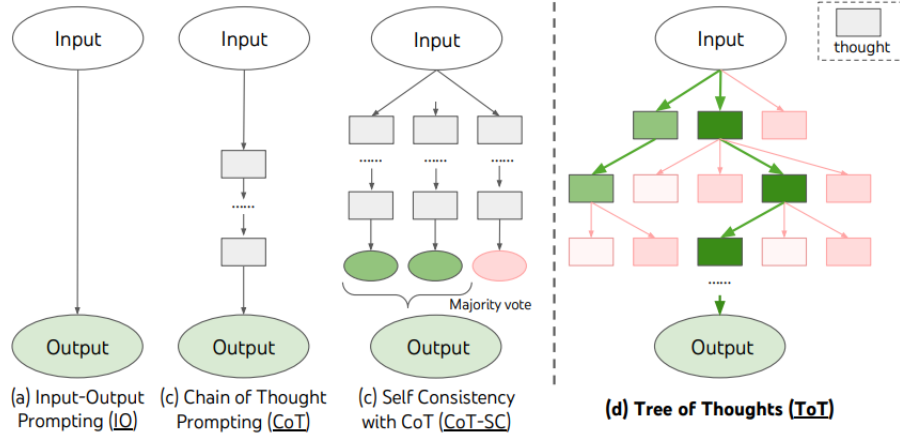 Input
Input
Input
Input
thought
......
......
......
......
......
Majority vote
Output
Output
Output
Output
(a) Input-Output
Prompting (IO)
(c) Chain of Thought
Prompting (CoT)
(c) Self Consistency
with CoT (CoT-SC)
(d) Tree of Thoughts (ToT)